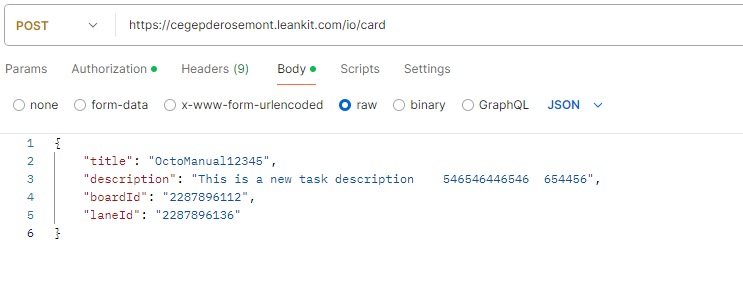 POST https://cegepderosemont.leankit.com/io/card
Params Authorization Headers (9) Body Scripts Settings
none form-data x-www-form-urlencoded raw binary GraphQL JSON
1 {
2 "title": "OctoManual12345",
3 "description": "This is a new task description    546546446546  654456",
4 "boardId": "2287896112",
5 "laneId": "2287896136"
6 }